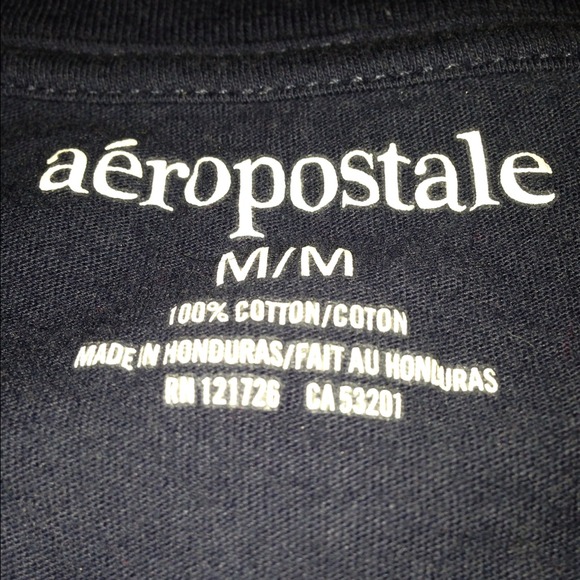 aéropostale
M/M
100% COTTON/COTON
MADE IN HONDURAS/FAIT AU HONDURAS
RN 121726 CA 53201